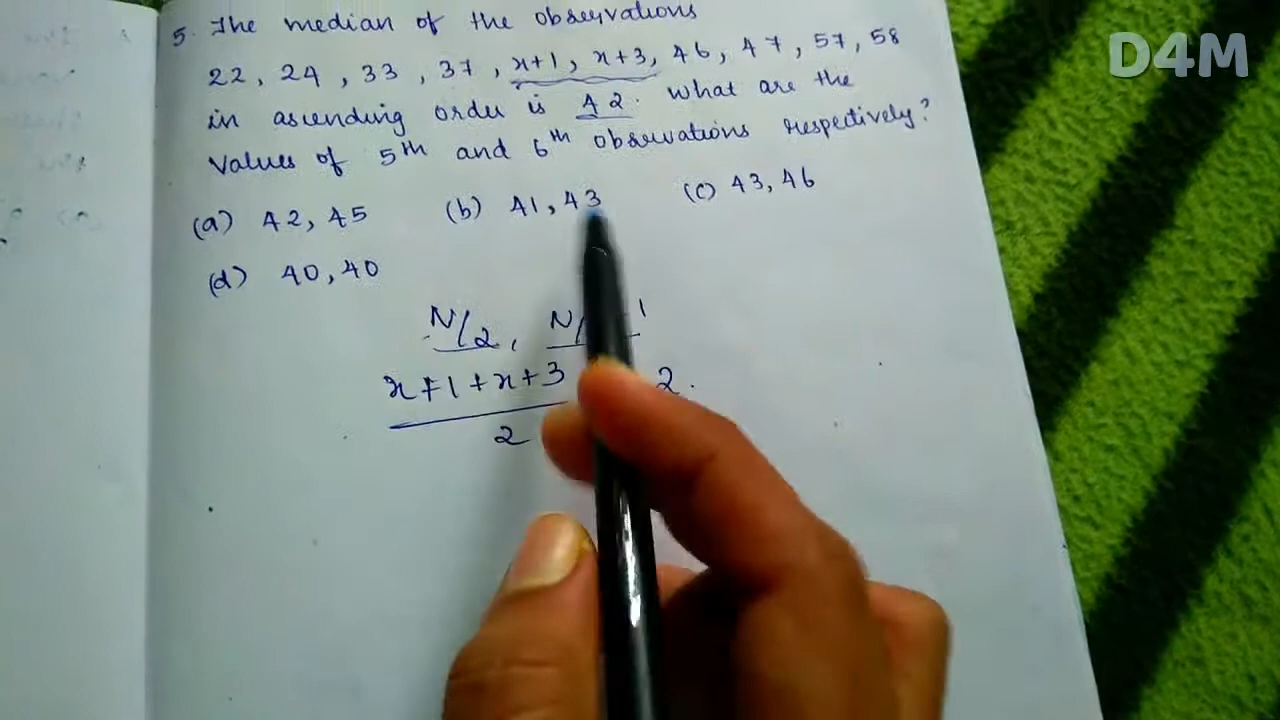 D4M
5. The median of the observations
22, 24, 33, 37, x+1, x+3, 46, 47, 57, 58
in ascending order is 42. What are the
values of 5th and 6th observations respectively?
(a) 42, 45 (b) 41, 43 (c) 43, 46
(d) 40, 40
N/2, N/ 1
x+1+x+3 2.
2